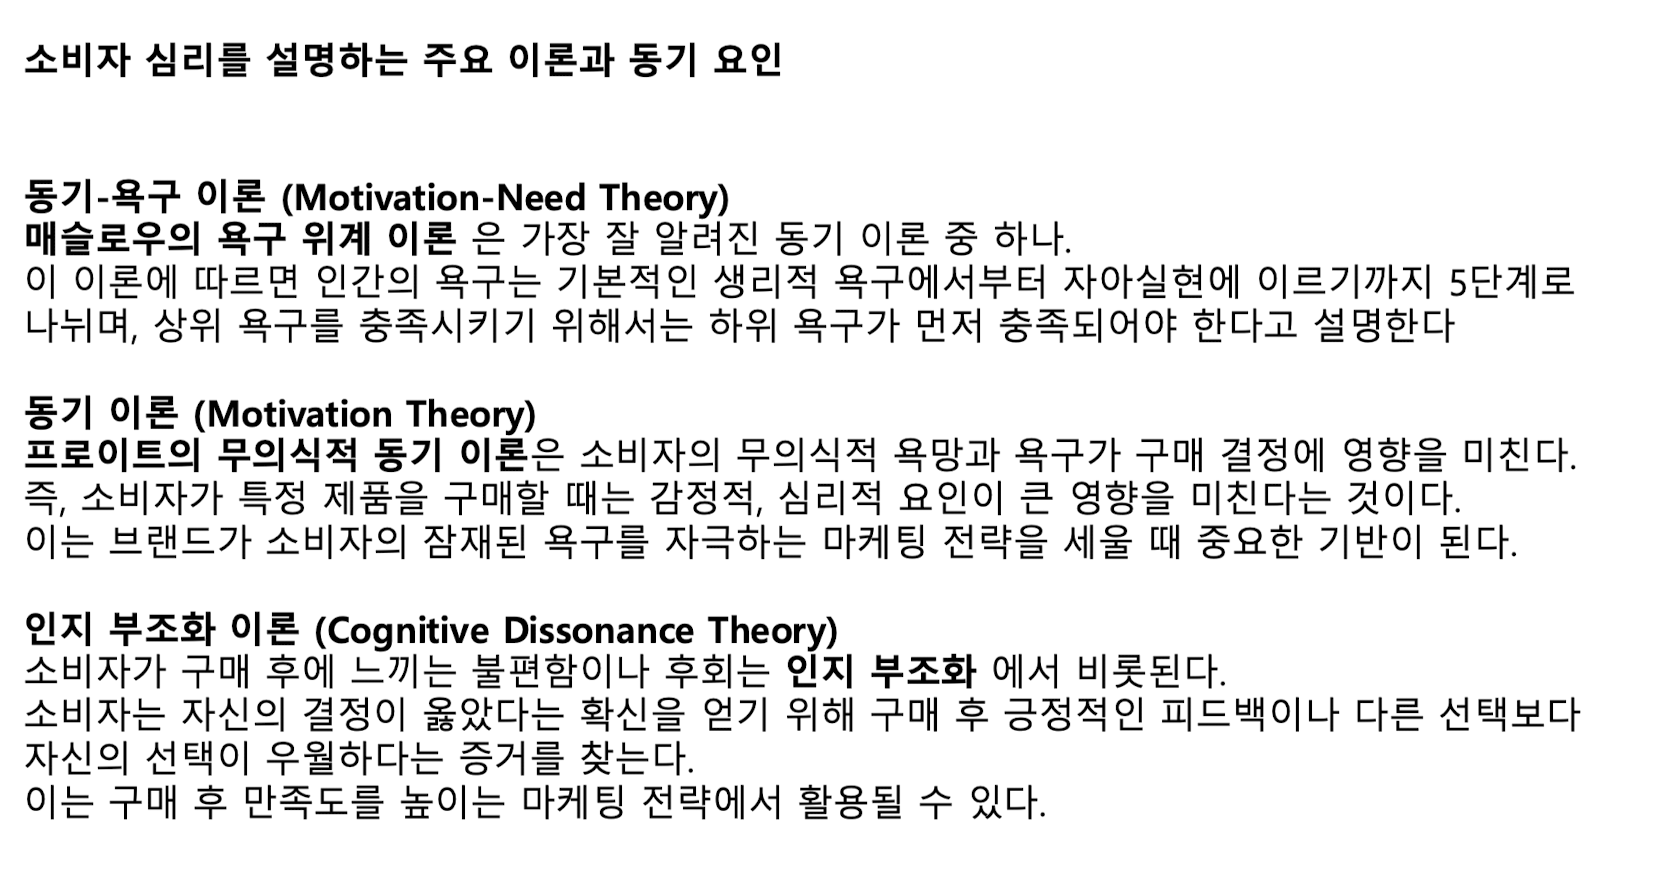 소비자 심리를 설명하는 주요 이론과 동기 요인
동기-욕구 이론 (Motivation-Need Theory)
매슬로우의 욕구 위계 이론 은 가장 잘 알려진 동기 이론 중 하나.
이 이론에 따르면 인간의 욕구는 기본적인 생리적 욕구에서부터 자아실현에 이르기까지 5단계로
나뉘며, 상위 욕구를 충족시키기 위해서는 하위 욕구가 먼저 충족되어야 한다고 설명한다
동기 이론 (Motivation Theory)
프로이트의 무의식적 동기 이론은 소비자의 무의식적 욕망과 욕구가 구매 결정에 영향을 미친다.
즉, 소비자가 특정 제품을 구매할 때는 감정적, 심리적 요인이 큰 영향을 미친다는 것이다.
이는 브랜드가 소비자의 잠재된 욕구를 자극하는 마케팅 전략을 세울 때 중요한 기반이 된다.
인지 부조화 이론 (Cognitive Dissonance Theory)
소비자가 구매 후에 느끼는 불편함이나 후회는 인지 부조화 에서 비롯된다.
소비자는 자신의 결정이 옳았다는 확신을 얻기 위해 구매 후 긍정적인 피드백이나 다른 선택보다
자신의 선택이 우월하다는 증거를 찾는다.
이는 구매 후 만족도를 높이는 마케팅 전략에서 활용될 수 있다.